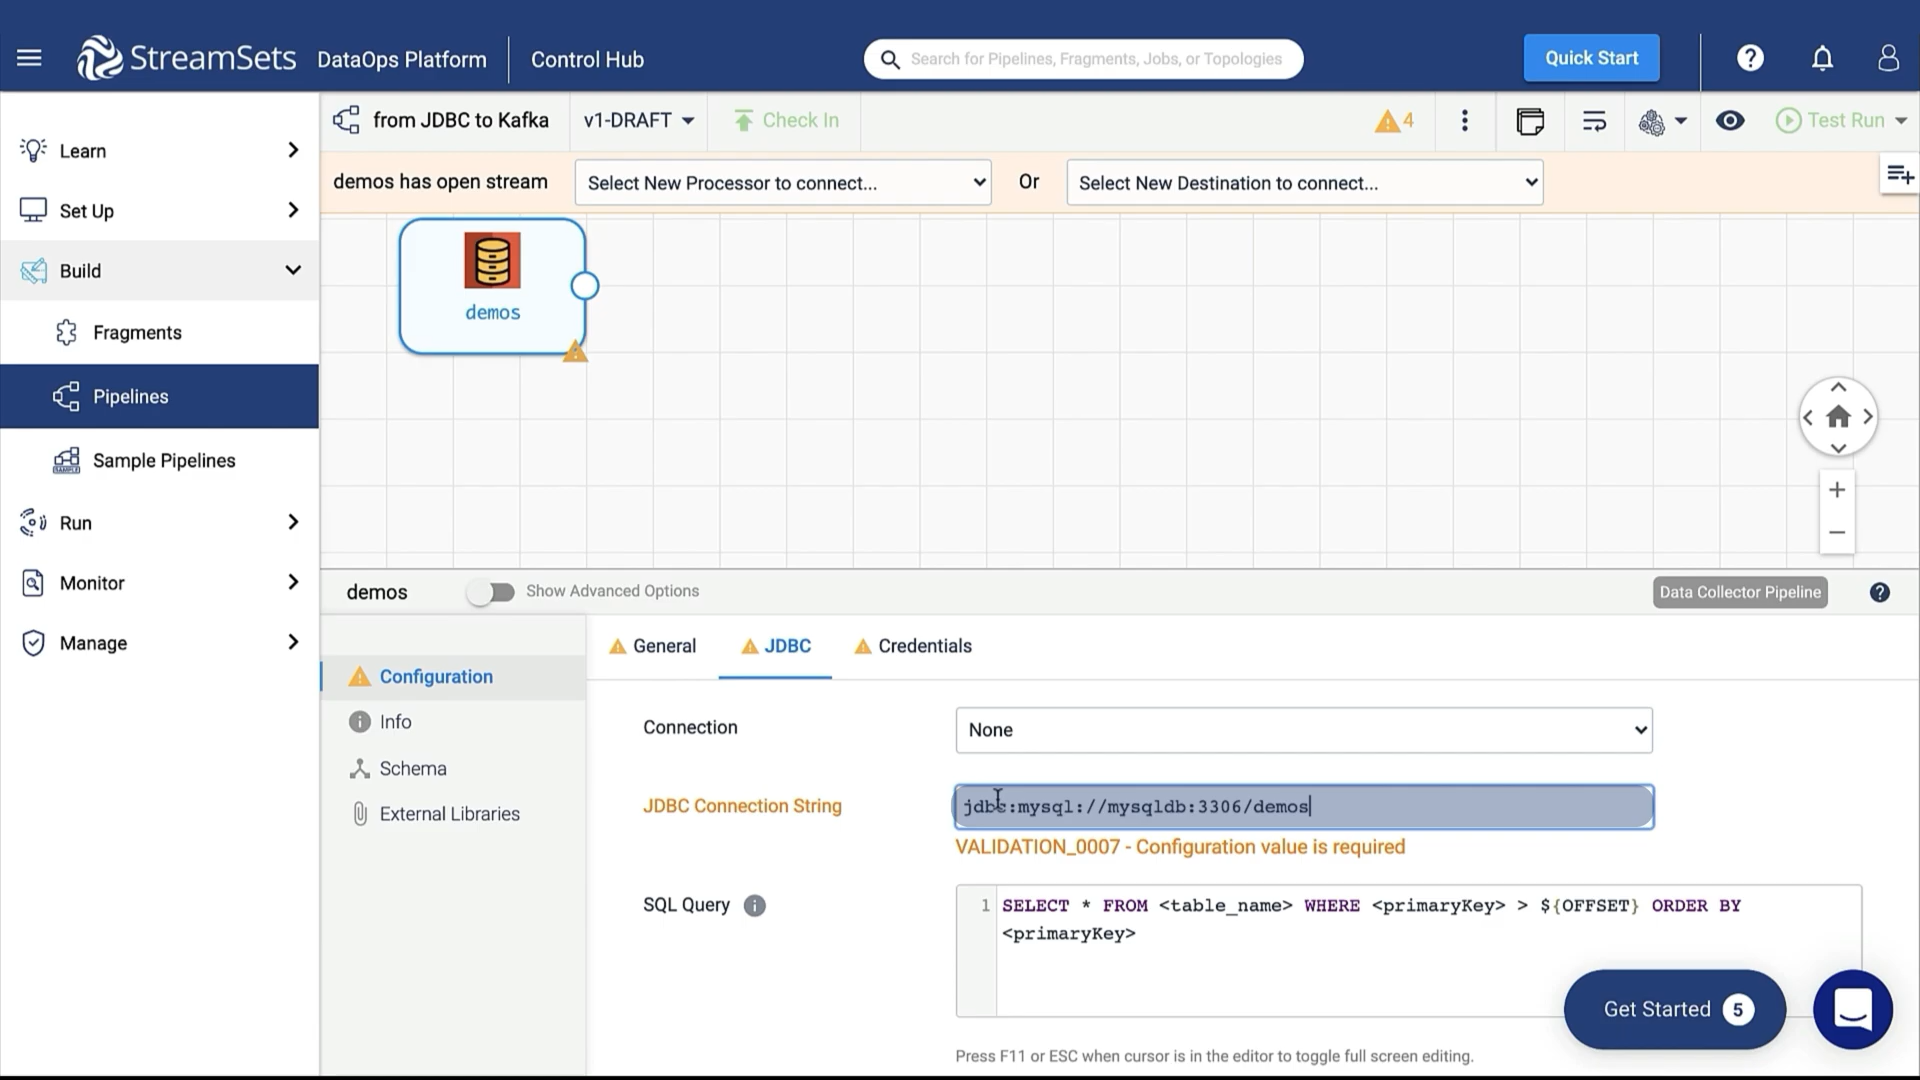 StreamSets DataOps Platform Control Hub
Search for Pipelines, Fragments, Jobs, or Topologies
Quick Start
Learn
Set Up
Build
Fragments
Pipelines
Sample Pipelines
Run
Monitor
Manage
from JDBC to Kafka
v1-DRAFT
Check In
4
Test Run
demos has open stream
Select New Processor to connect...
Or
Select New Destination to connect...
demos
demos
Show Advanced Options
Data Collector Pipeline
Configuration
Info
Schema
External Libraries
General
JDBC
Credentials
Connection
None
JDBC Connection String
jdbc:mysql://mysqldb:3306/demos
VALIDATION_0007 - Configuration value is required
SQL Query
1 SELECT * FROM <table_name> WHERE <primaryKey> > ${OFFSET} ORDER BY
<primaryKey>
Press F11 or ESC when cursor is in the editor to toggle full screen editing.
Get Started 5